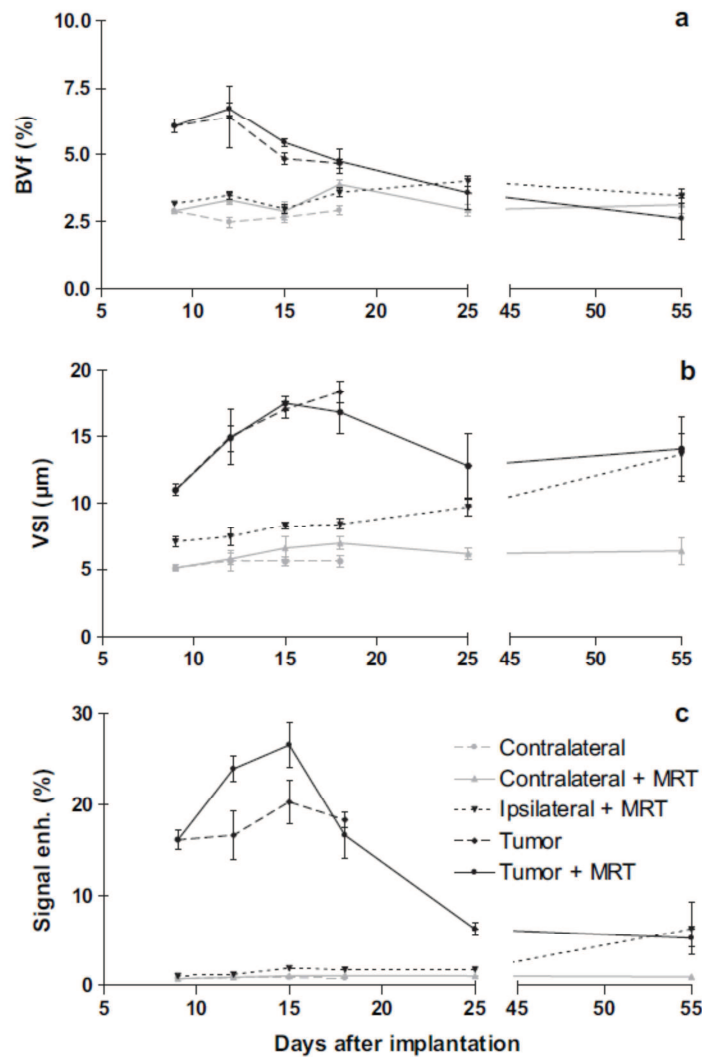 a
10.0
7.5
5.0
2.5
0.0
BVf (%)
5 10 15 20 25 45 50 55
b
20
15
10
5
0
VSI (µm)
5 10 15 20 25 45 50 55
c
30
20
10
0
Signal enh. (%)
Contralateral
Contralateral + MRT
Ipsilateral + MRT
Tumor
Tumor + MRT
5 10 15 20 25 45 50 55
Days after implantation